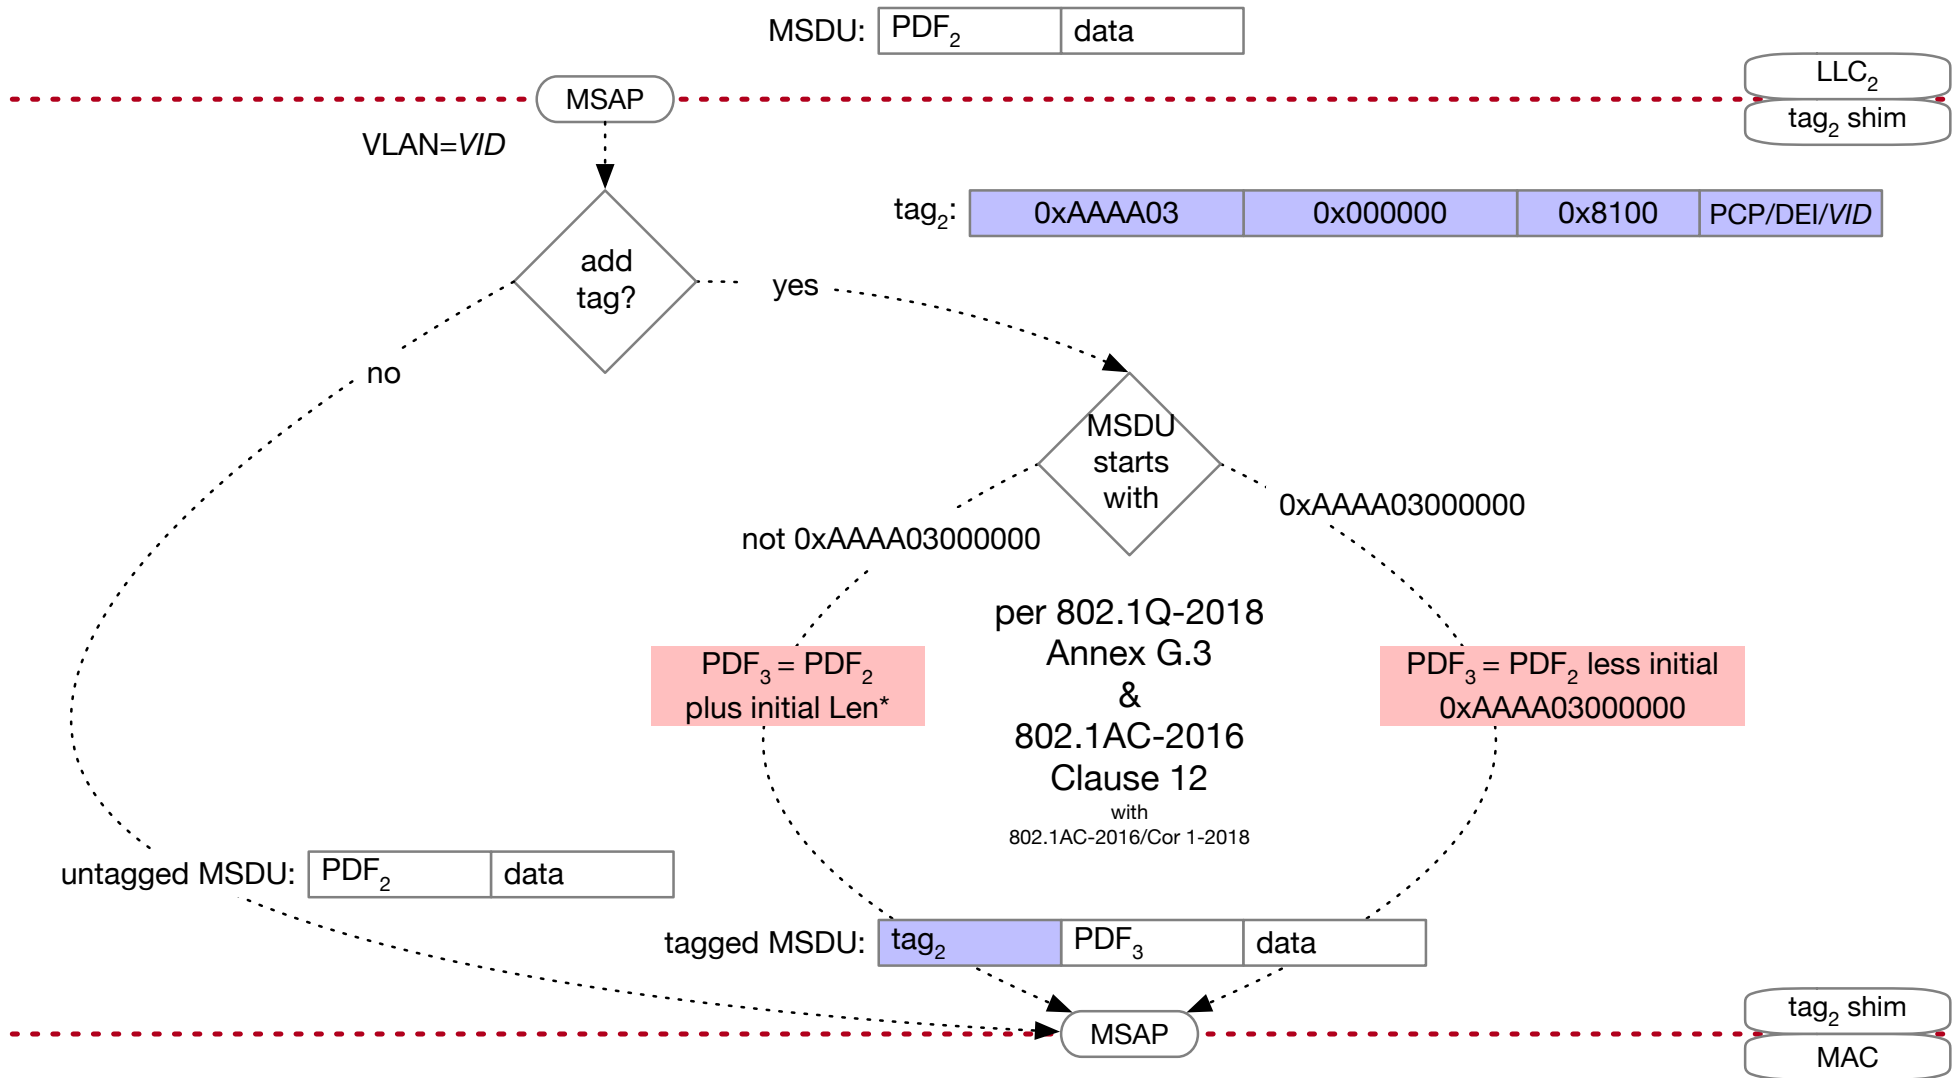 MSDU: PDF₂ data
LLC₂
MSAP
tag₂ shim
VLAN=VID
tag₂: 0xAAAA03 0x000000 0x8100 PCP/DEI/VID
add
tag?
yes
no
MSDU
starts
with
0xAAAA03000000
not 0xAAAA03000000
per 802.1Q-2018
Annex G.3
&
802.1AC-2016
Clause 12
with
802.1AC-2016/Cor 1-2018
PDF₃ = PDF₂
plus initial Len*
PDF₃ = PDF₂ less initial
0xAAAA03000000
untagged MSDU: PDF₂ data
tagged MSDU: tag₂ PDF₃ data
tag₂ shim
MSAP
MAC